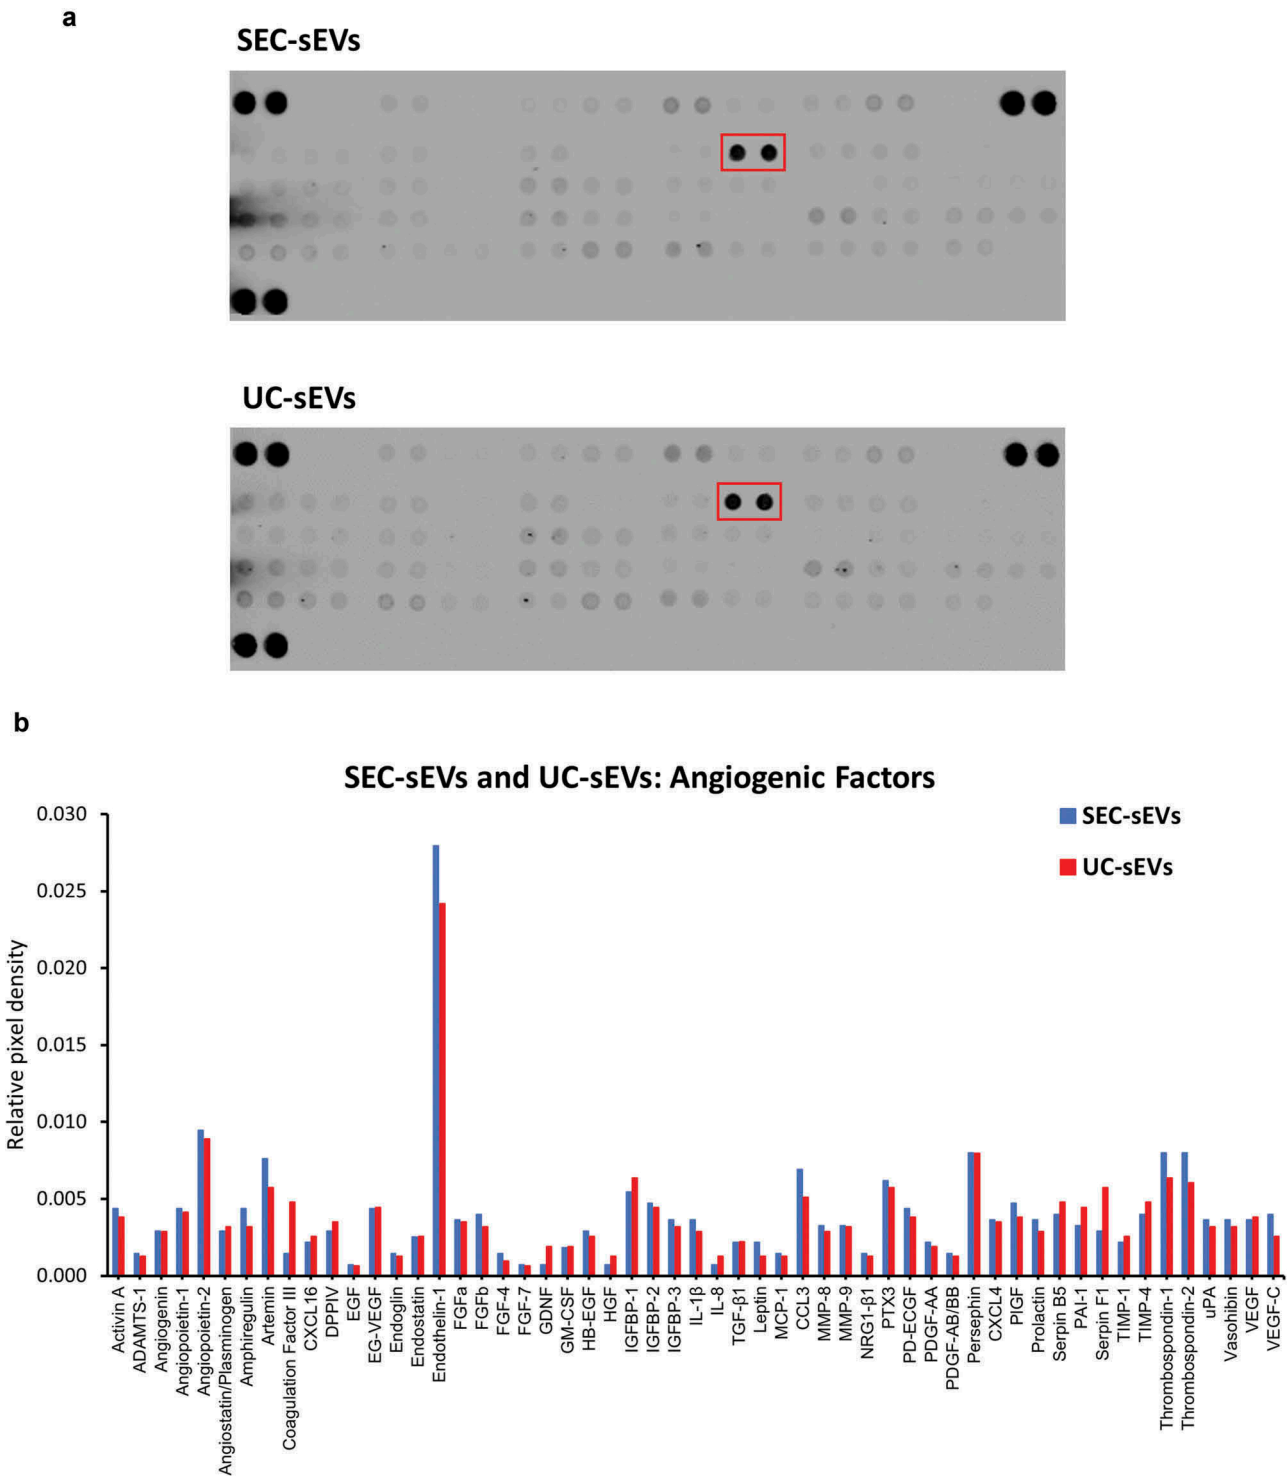 a
SEC-sEVs
UC-sEVs
b
SEC-sEVs and UC-sEVs: Angiogenic Factors
SEC-sEVs
UC-sEVs
Relative pixel density
0.030
0.025
0.020
0.015
0.010
0.005
0.000
Activin A
ADAMTS-1
Angiogenin
Angiopoietin-1
Angiopoietin-2
Angiostatin/Plasminogen
Amphiregulin
Artemin
Coagulation Factor III
CXCL16
DPPIV
EGF
EG-VEGF
Endoglin
Endostatin
Endothelin-1
FGFa
FGFb
FGF-4
FGF-7
GDNF
GM-CSF
HB-EGF
HGF
IGFBP-1
IGFBP-2
IGFBP-3
IL-1β
IL-8
TGF-β1
Leptin
MCP-1
CCL3
MMP-8
MMP-9
NRG1-β1
PTX3
PD-ECGF
PDGF-AA
PDGF-AB/BB
Persephin
CXCL4
PlGF
Prolactin
Serpin B5
PAI-1
Serpin F1
TIMP-1
TIMP-4
Thrombospondin-1
Thrombospondin-2
uPA
Vasohibin
VEGF
VEGF-C